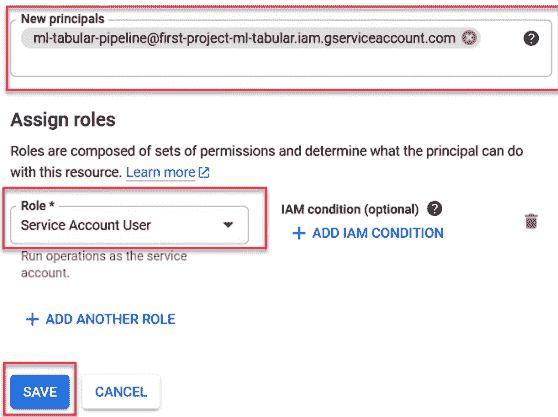 New principals
ml-tabular-pipeline@first-project-ml-tabular.iam.gserviceaccount.com
Assign roles
Roles are composed of sets of permissions and determine what the principal can do
with this resource. Learn more
Role *
IAM condition (optional)
Service Account User
+ ADD IAM CONDITION
Run operations as the service
account.
+ ADD ANOTHER ROLE
SAVE
CANCEL